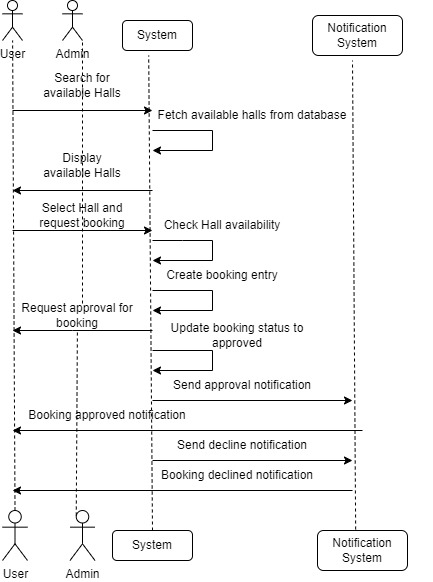 User
Admin
System
Notification
System
Search for
available Halls
Fetch available halls from database
Display
available Halls
Select Hall and
request booking
Check Hall availability
Create booking entry
Request approval for
booking
Update booking status to
approved
Send approval notification
Booking approved notification
Send decline notification
Booking declined notification
User
Admin
System
Notification
System